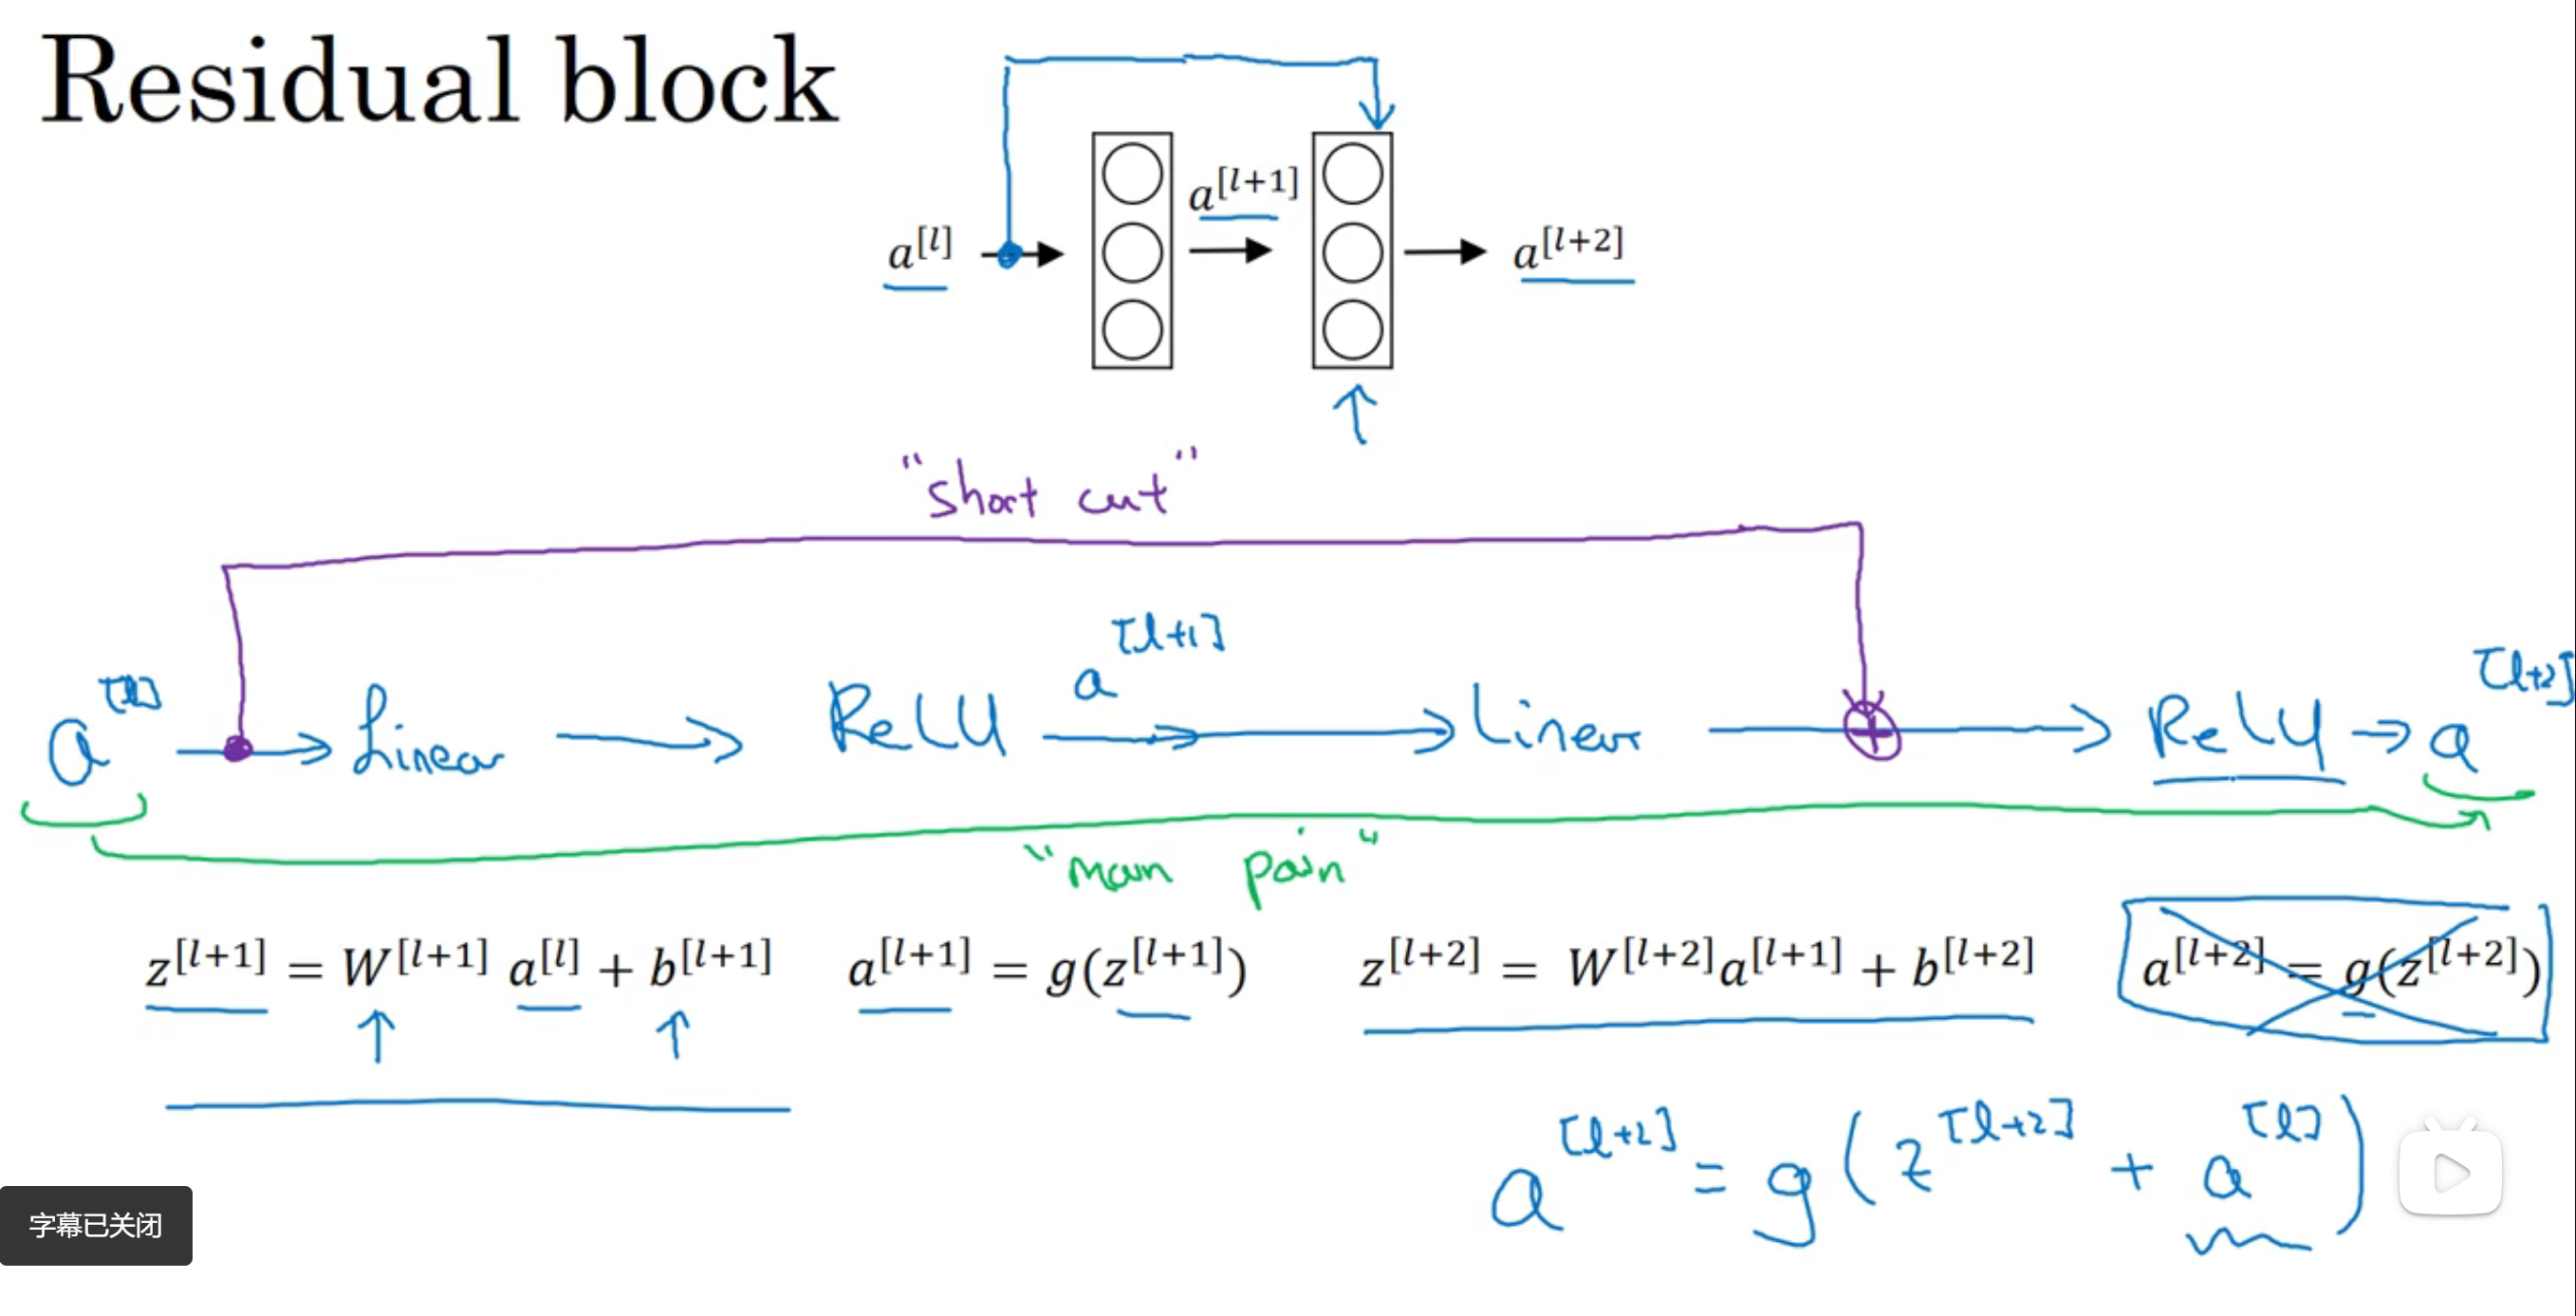 Residual block
a^[l] a^[l+1] a^[l+2]
"short cut"
a^[l] → Linear → ReLU a^[l+1] → Linear → ⊕ → ReLU → a^[l+2]
"main path"
z^[l+1] = W^[l+1] a^[l] + b^[l+1] a^[l+1] = g(z^[l+1]) z^[l+2] = W^[l+2]a^[l+1] + b^[l+2] a^[l+2] = g(z^[l+2])
a^[l+2] = g(z^[l+2] + a^[l])
字幕已关闭